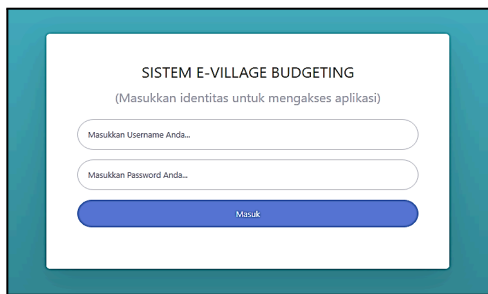 SISTEM E-VILLAGE BUDGETING
(Masukkan identitas untuk mengakses aplikasi)
Masukkan Username Anda...
Masukkan Password Anda...
Masuk